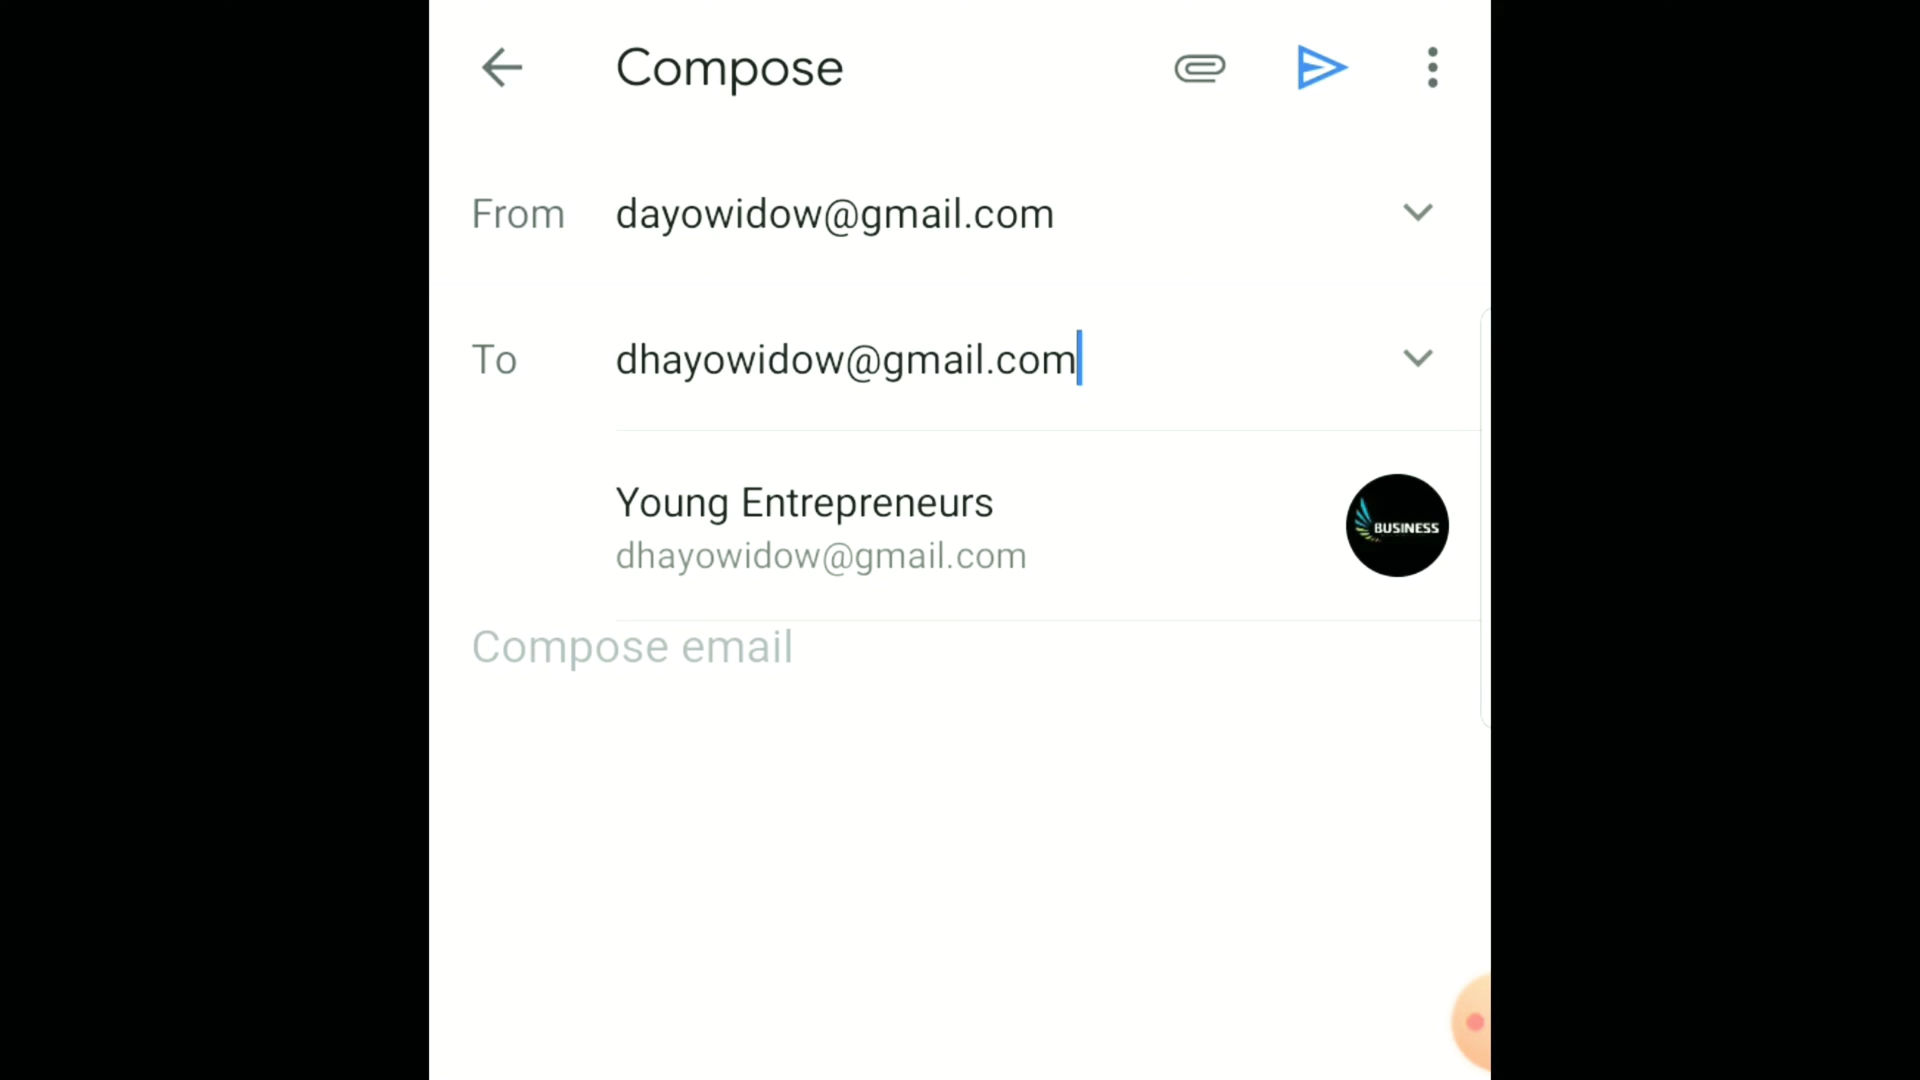 Compose
From dayowidow@gmail.com
To dhayowidow@gmail.com
Young Entrepreneurs
BUSINESS
dhayowidow@gmail.com
Compose email